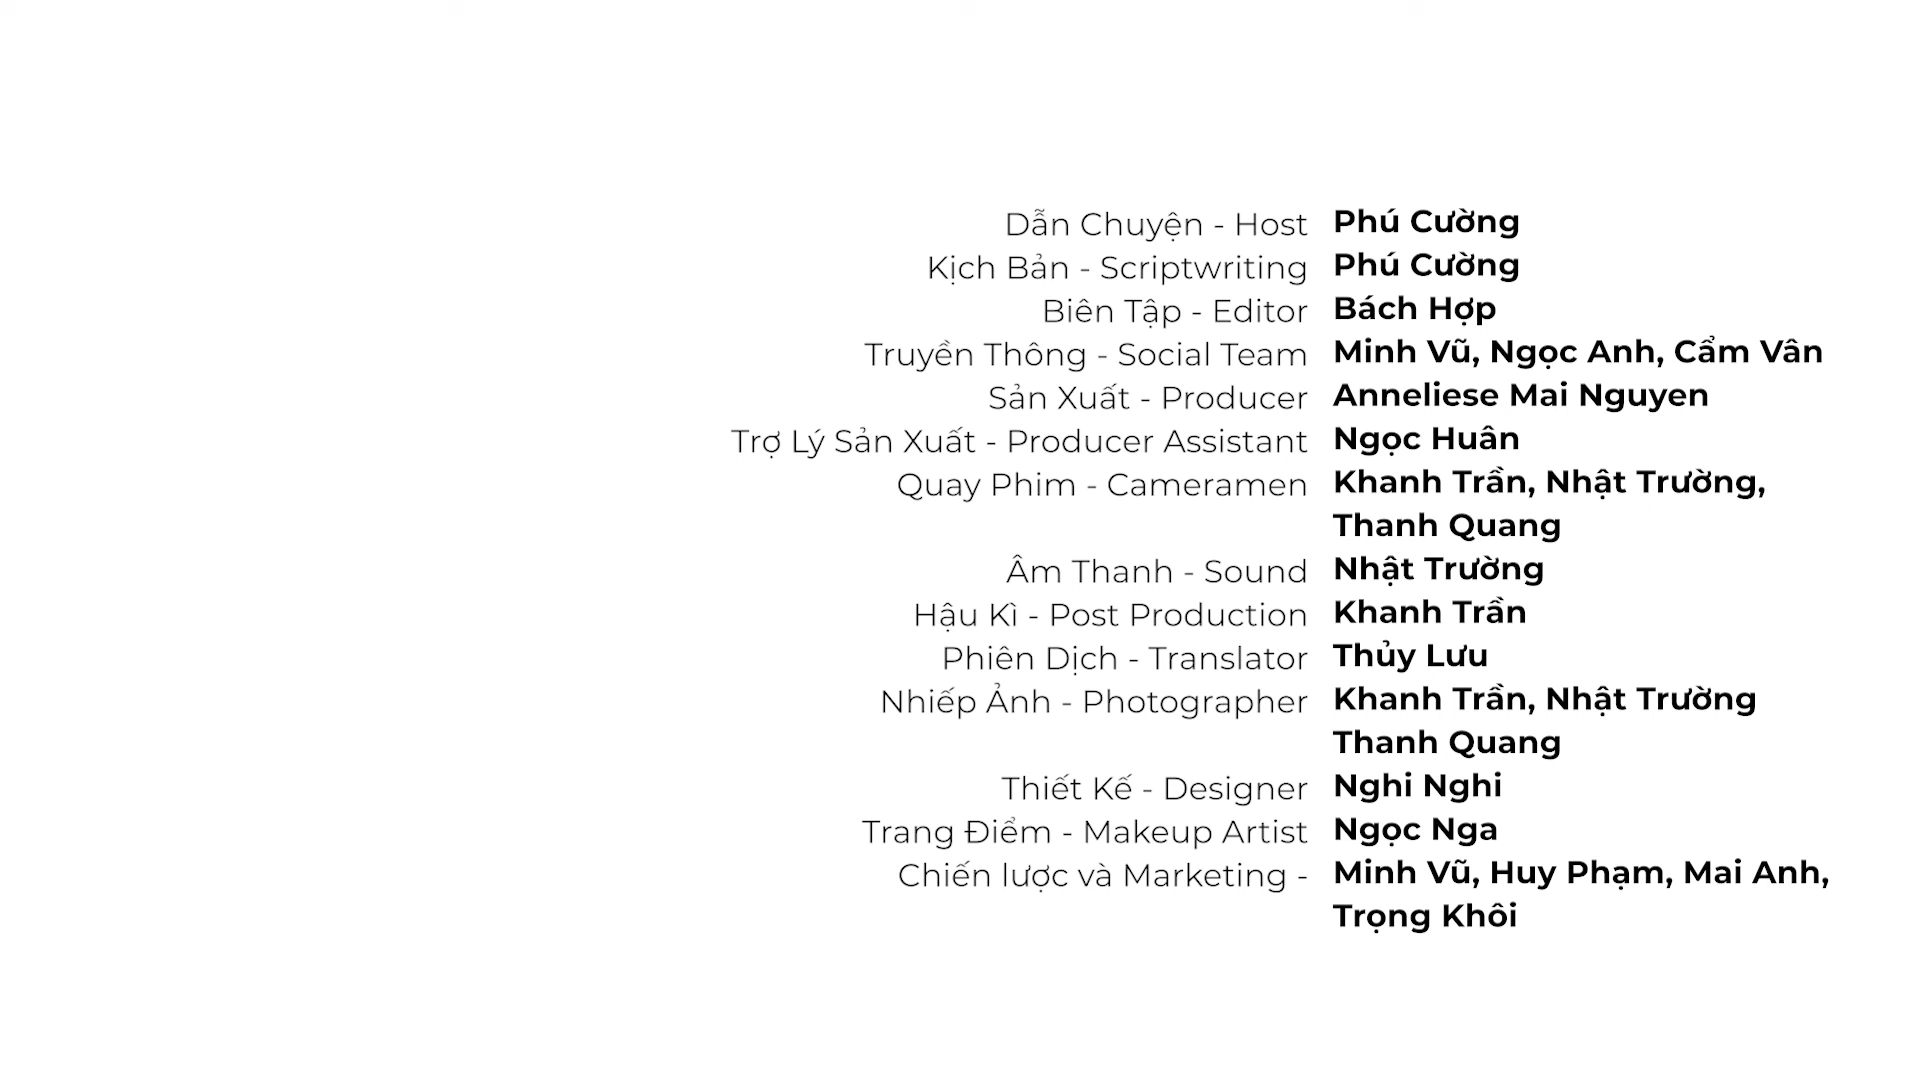 Dẫn Chuyện - Host Phú Cường
Kịch Bản - Scriptwriting Phú Cường
Biên Tập - Editor Bách Hợp
Truyền Thông - Social Team Minh Vũ, Ngọc Anh, Cẩm Vân
Sản Xuất - Producer Anneliese Mai Nguyen
Trợ Lý Sản Xuất - Producer Assistant Ngọc Huân
Quay Phim - Cameramen Khanh Trần, Nhật Trường,
Thanh Quang
Âm Thanh - Sound Nhật Trường
Hậu Kì - Post Production Khanh Trần
Phiên Dịch - Translator Thủy Lưu
Nhiếp Ảnh - Photographer Khanh Trần, Nhật Trường
Thanh Quang
Thiết Kế - Designer Nghi Nghi
Trang Điểm - Makeup Artist Ngọc Nga
Chiến lược và Marketing - Minh Vũ, Huy Phạm, Mai Anh,
Trọng Khôi